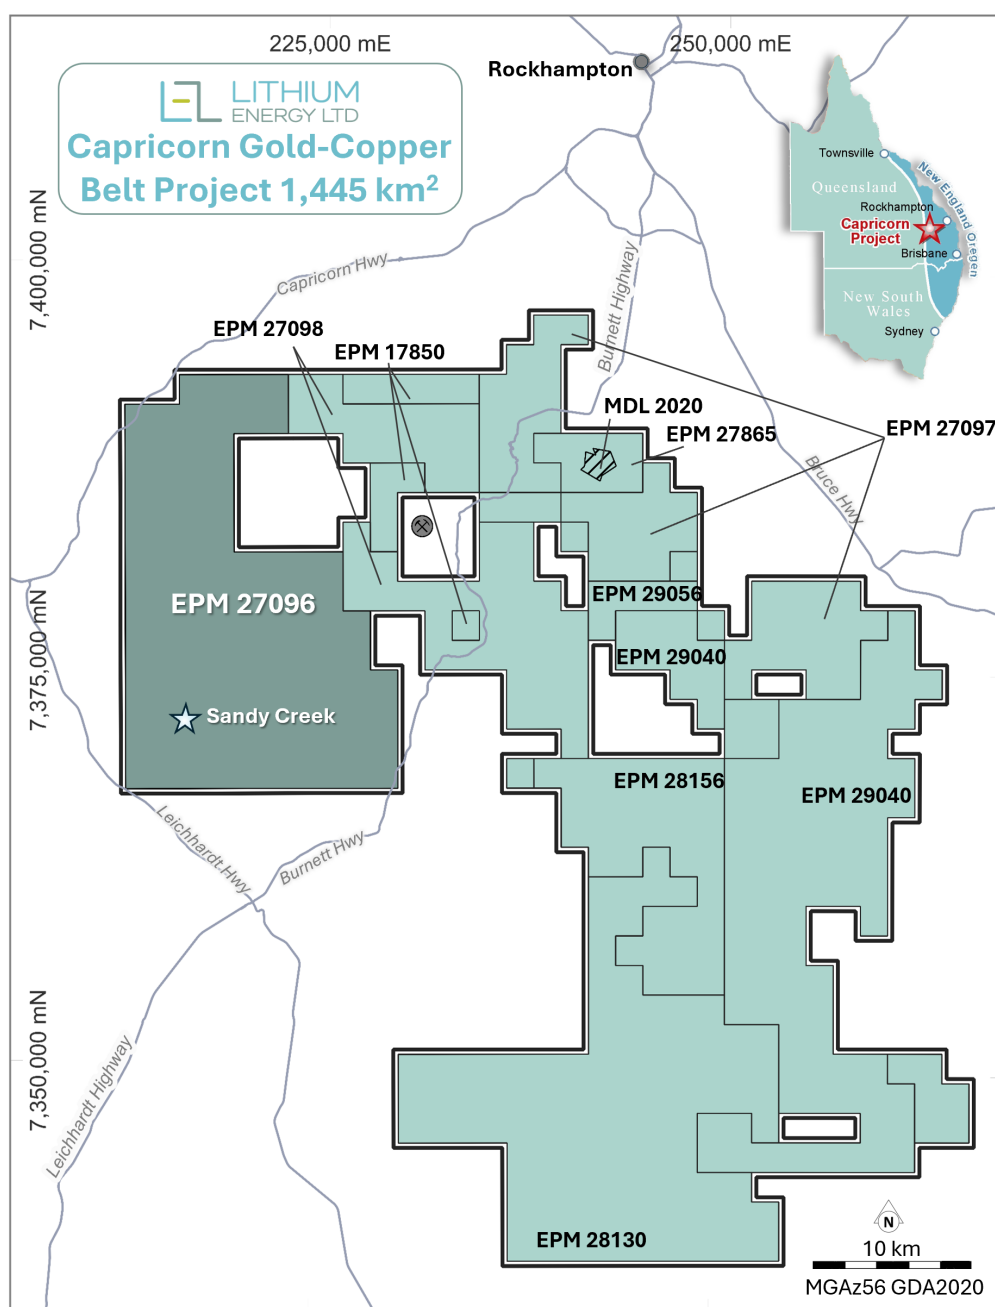 225,000 mE
250,000 mE
Rockhampton
LITHIUM
ENERGY LTD
Capricorn Gold-Copper
Belt Project 1,445 km²
Townsville
Queensland
New England Oregen
Rockhampton
Capricorn
Project
Brisbane
New South
Wales
Sydney
7,400,000 mN
Capricorn Hwy
Burnett Highway
EPM 27098
EPM 17850
MDL 2020
EPM 27865
EPM 27097
Bruce Hwy
EPM 27096
EPM 29056
7,375,000 mN
EPM 29040
Sandy Creek
EPM 28156
EPM 29040
Leichhardt Hwy
Burnett Hwy
7,350,000 mN
Leichhardt Highway
EPM 28130
N
10 km
MGAz56 GDA2020